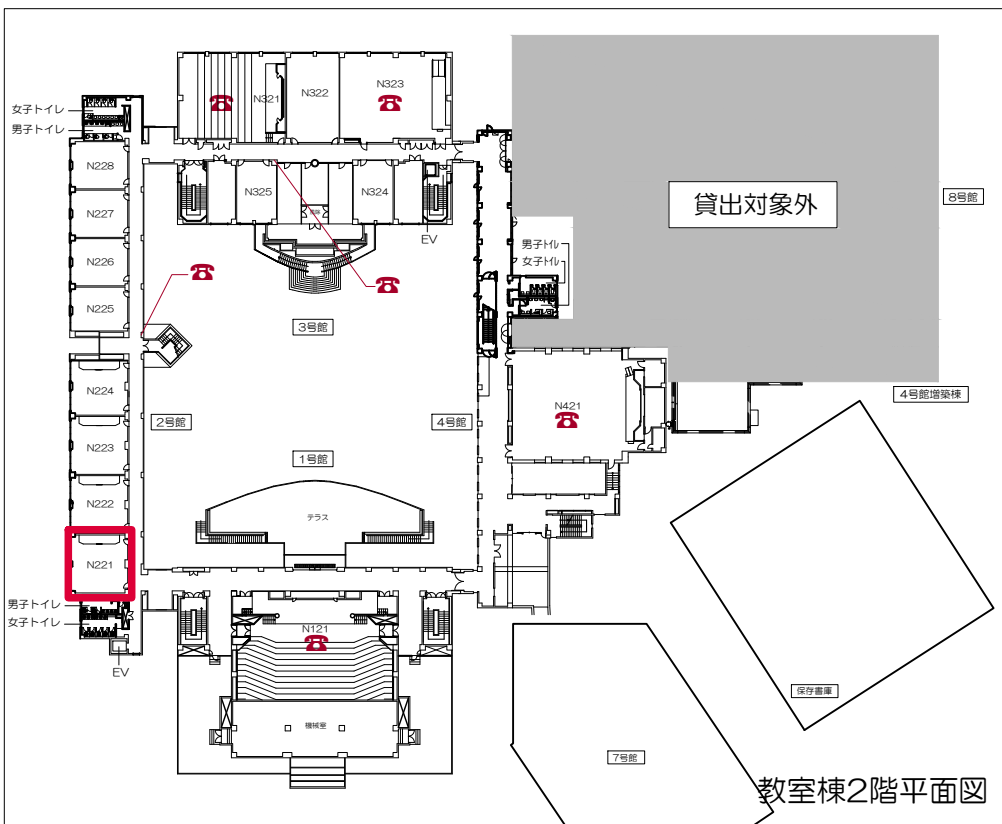 N321
N322
N323
女子トイレ
男子トイレ
N228
N227
N226
N225
N325
N324
EV
貸出対象外
8号館
男子トイレ
女子トイレ
3号館
N224
N223
N222
N221
2号館
4号館
1号館
N421
4号館増築棟
テラス
男子トイレ
女子トイレ
EV
N121
機械室
保存書庫
7号館
教室棟2階平面図